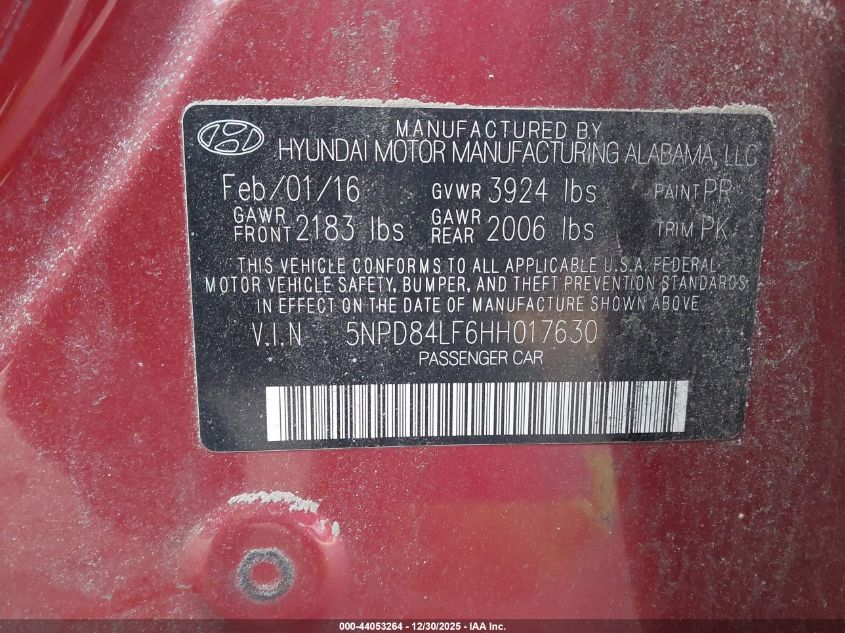 MANUFACTURED BY
HYUNDAI MOTOR MANUFACTURING ALABAMA, LLC
Feb/01/16 GVWR 3924 lbs PAINT PR
GAWR FRONT 2183 lbs GAWR REAR 2006 lbs TRIM PK
THIS VEHICLE CONFORMS TO ALL APPLICABLE U.S.A. FEDERAL
MOTOR VEHICLE SAFETY, BUMPER, AND THEFT PREVENTION STANDARDS
IN EFFECT ON THE DATE OF MANUFACTURE SHOWN ABOVE
V.I.N 5NPD84LF6HH017630
PASSENGER CAR
000-44053264 - 12/30/2025 - IAA Inc.